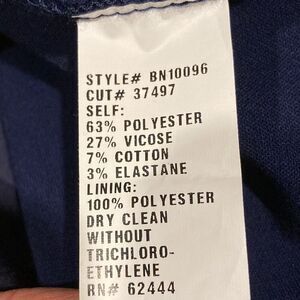 STYLE# BN10096
CUT# 37497
SELF:
63% POLYESTER
27% VICOSE
7% COTTON
3% ELASTANE
LINING:
100% POLYESTER
DRY CLEAN
WITHOUT
TRICHLORO-
ETHYLENE
RN# 62444